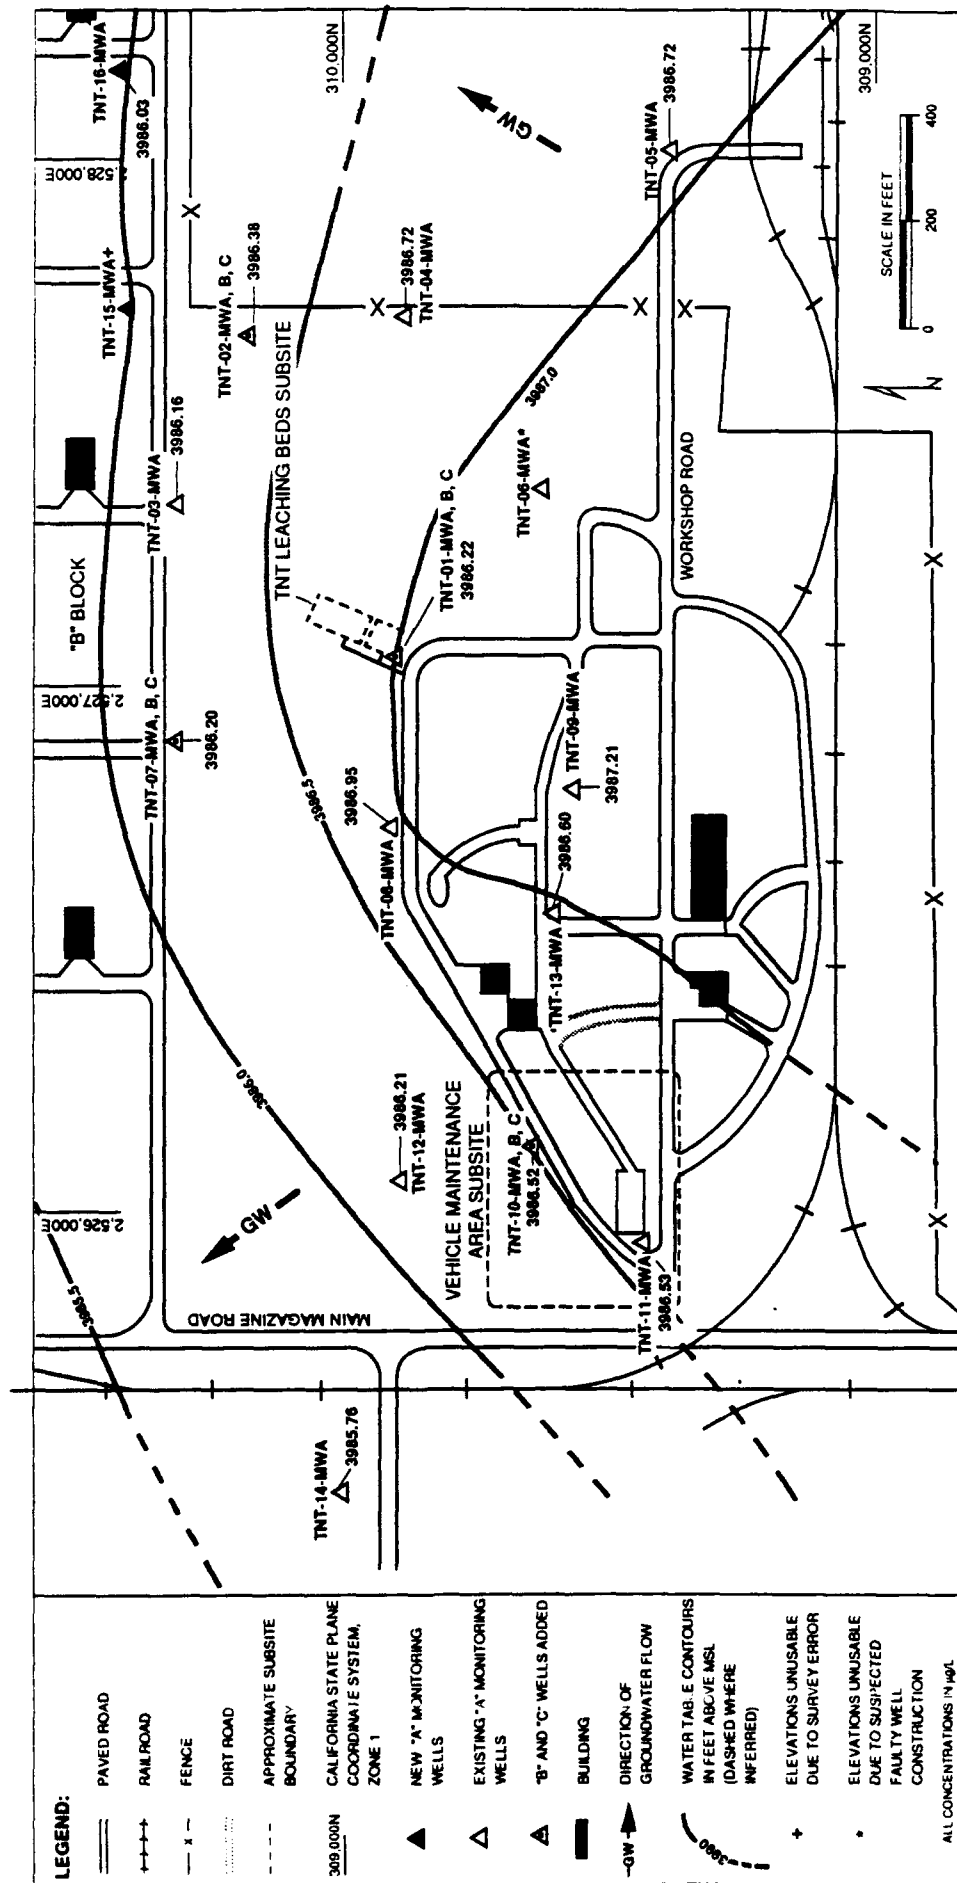 LEGEND:
PAVED ROAD
RAILROAD
FENCE
DIRT ROAD
APPROXIMATE SUBSITE
BOUNDARY
309,000N
CALIFORNIA STATE PLANE
COORDINATE SYSTEM,
ZONE 1
NEW "A" MONITORING
WELLS
EXISTING "A" MONITORING
WELLS
"B" AND "C" WELLS ADDED
BUILDING
GW
DIRECTION OF
GROUNDWATER FLOW
3980
WATER TABLE CONTOURS
IN FEET ABOVE MSL
(DASHED WHERE
INFERRED)
+
ELEVATIONS UNUSABLE
DUE TO SURVEY ERROR
*
ELEVATIONS UNUSABLE
DUE TO SUSPECTED
FAULTY WELL
CONSTRUCTION
ALL CONCENTRATIONS IN µg/L
3985.5
2,526,000E
GW
MAIN MAGAZINE ROAD
TNT-14-MWA
3985.76
3986.0
TNT-07-MWA, B, C
3986.20
2,527,000E
"B" BLOCK
TNT-03-MWA
3986.16
TNT-15-MWA+
2,528,000E
TNT-16-MWA
3986.03
TNT-02-MWA, B, C
3986.38
310,000N
GW
TNT LEACHING BEDS SUBSITE
3986.5
3986.95
TNT-08-MWA
3986.21
TNT-12-MWA
VEHICLE MAINTENANCE
AREA SUBSITE
TNT-10-MWA, B, C
3986.52
TNT-11-MWA
3986.53
*TNT-13-MWA
3986.60
TNT-09-MWA
3987.21
TNT-01-MWA, B, C
3986.22
TNT-06-MWA*
3987.0
3986.72
TNT-04-MWA
TNT-05-MWA
3986.72
WORKSHOP ROAD
309,000N
N
SCALE IN FEET
0 200 400